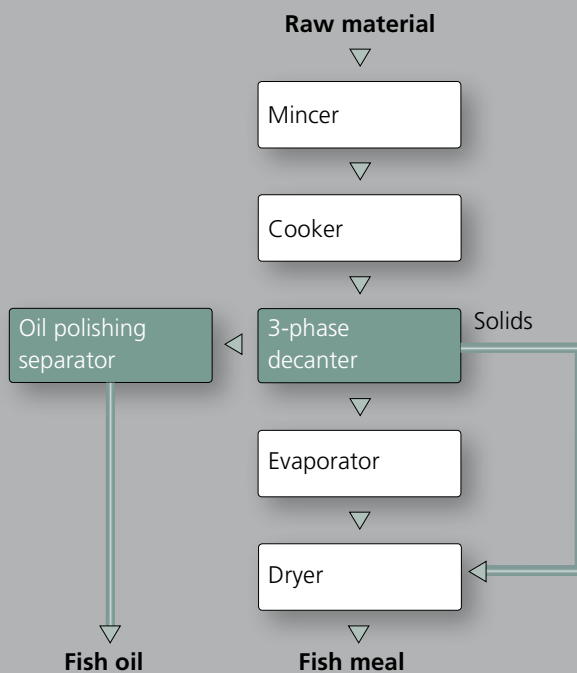 Raw material
Mincer
Cooker
Oil polishing
separator
3-phase
decanter
Solids
Evaporator
Dryer
Fish oil
Fish meal